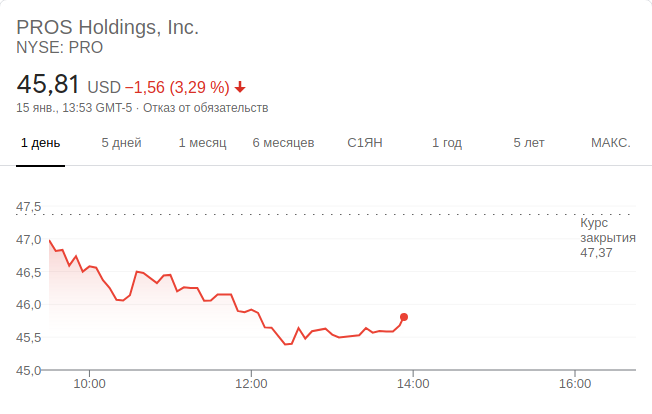 PROS Holdings, Inc.
NYSE: PRO
45,81 USD −1,56 (3,29 %)
15 янв., 13:53 GMT-5 · Отказ от обязательств
1 день 5 дней 1 месяц 6 месяцев С1ЯН 1 год 5 лет МАКС.
47,5
Курс
закрытия
47,37
47,0
46,5
46,0
45,5
45,0
10:00 12:00 14:00 16:00